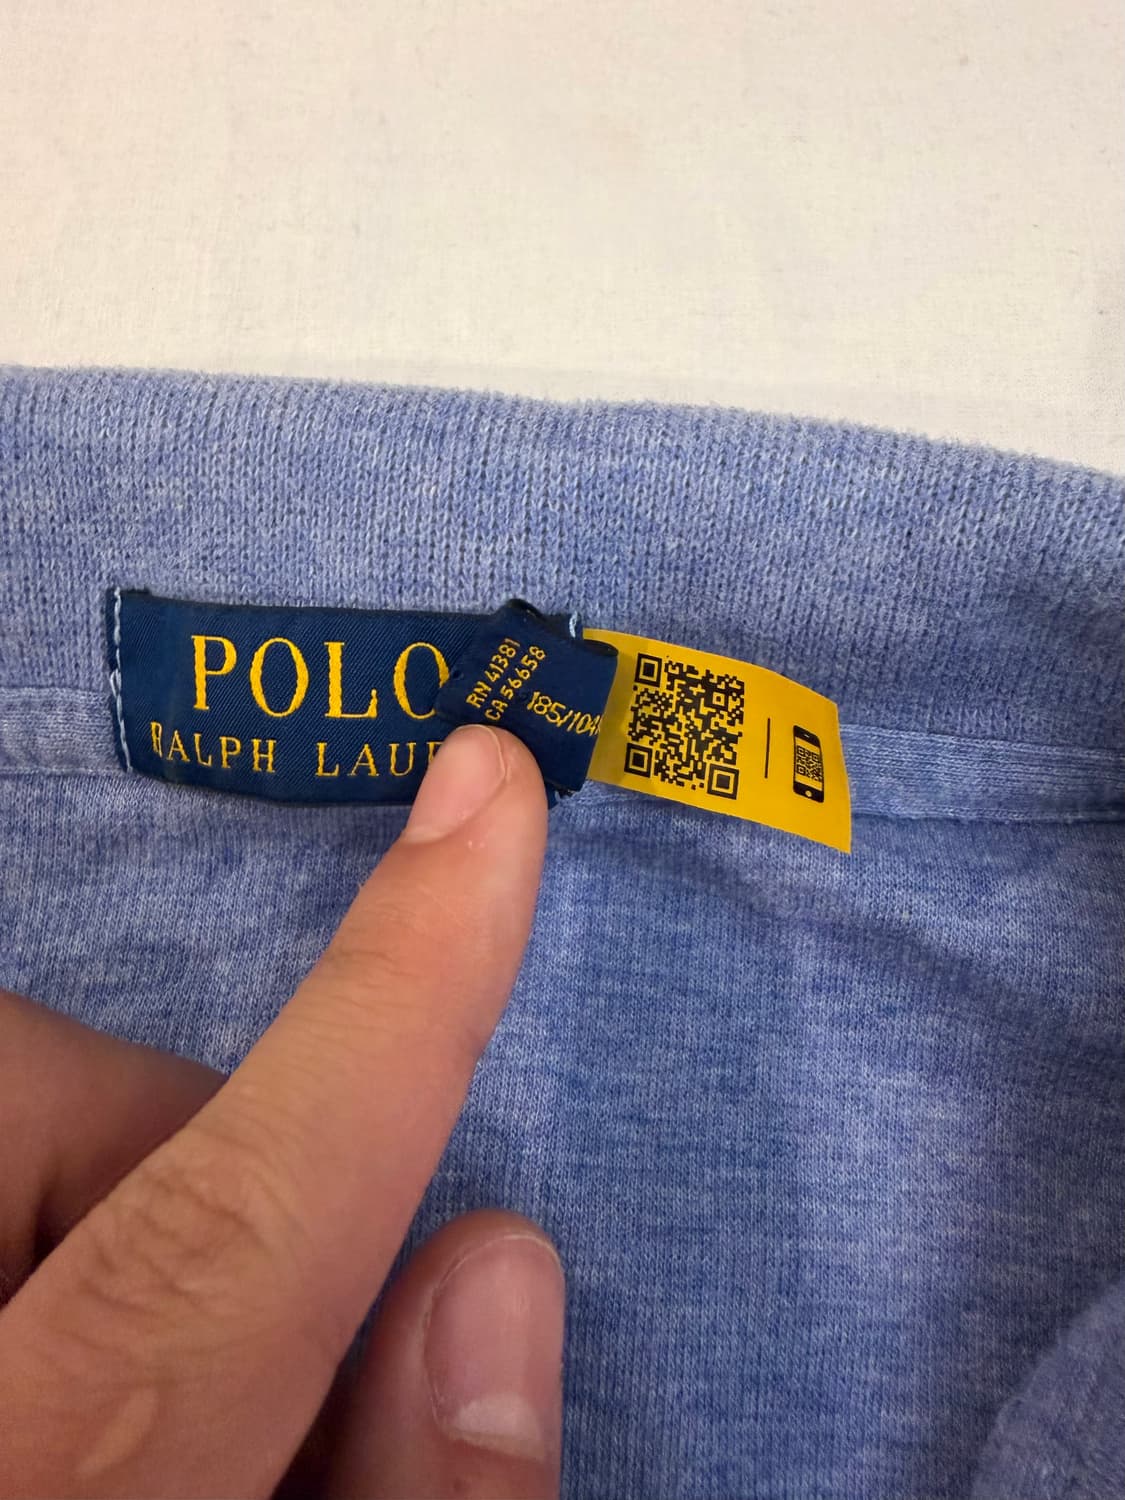 POLO
RALPH LAU
RN 41381
CA 56658
185/104